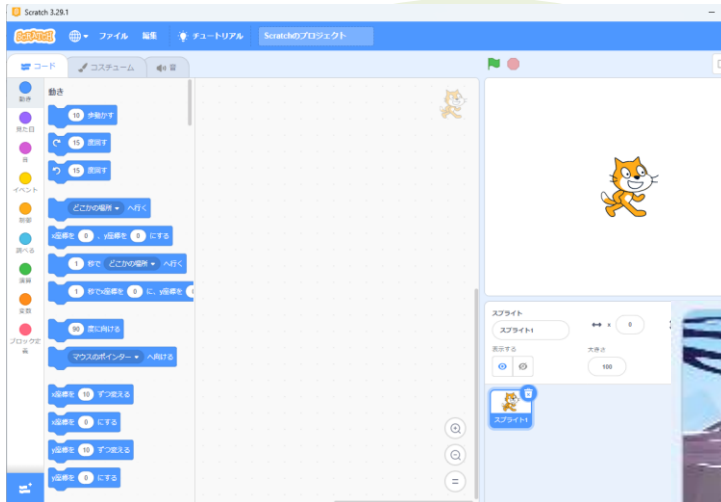 Scratch 3.29.1
SCRATCH ファイル 編集 チュートリアル Scratchのプロジェクト
コード コスチューム 音
動き
見た目
音
イベント
制御
調べる
演算
変数
ブロック定義
動き
10 歩動かす
15 度回す
15 度回す
どこかの場所 へ行く
x座標を 0 、y座標を 0 にする
1 秒で どこかの場所 へ行く
1 秒でx座標を 0 に、y座標を
90 度に向ける
マウスのポインター へ向ける
x座標を 10 ずつ変える
x座標を 0 にする
y座標を 10 ずつ変える
y座標を 0 にする
スプライト
スプライト1
x 0
表示する
大きさ
100
スプライト1